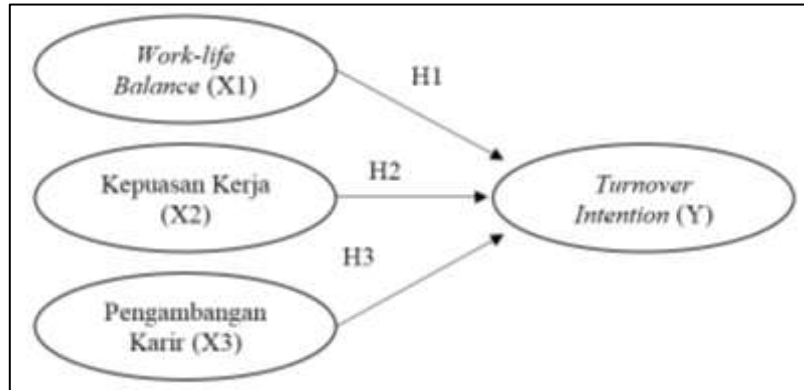 Work-life
Balance (X1)
H1
Kepuasan Kerja
(X2)
H2
Turnover
Intention (Y)
H3
Pengambangan
Karir (X3)